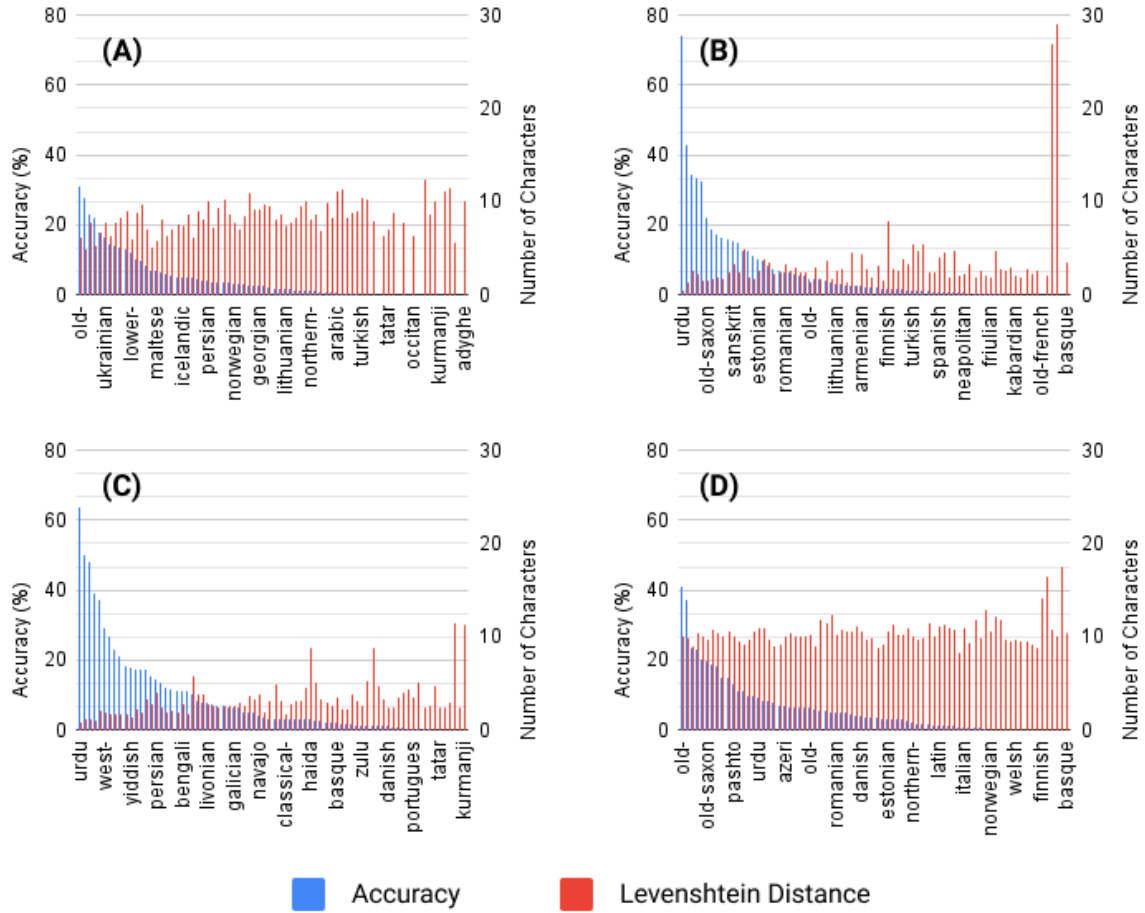 (A)
Accuracy (%)
80
60
40
20
0
30
20
10
0
Number of Characters
old-
ukrainian
lower-
maltese
icelandic
persian
norwegian
georgian
lithuanian
northern-
arabic
turkish
tatar
occitan
kurmanji
adyghe
(B)
Accuracy (%)
80
60
40
20
0
30
20
10
0
Number of Characters
urdu
old-saxon
sanskrit
estonian
romanian
old-
lithuanian
armenian
finnish
turkish
spanish
neapolitan
friulian
kabardian
old-french
basque
(C)
Accuracy (%)
80
60
40
20
0
30
20
10
0
Number of Characters
urdu
west-
yiddish
persian
bengali
livonian
galician
navajo
classical-
haida
basque
zulu
danish
portugues
tatar
kurmanji
(D)
Accuracy (%)
80
60
40
20
0
30
20
10
0
Number of Characters
old-
old-saxon
pashto
urdu
azeri
old-
romanian
danish
estonian
northern-
latin
italian
norwegian
welsh
finnish
basque
Accuracy
Levenshtein Distance